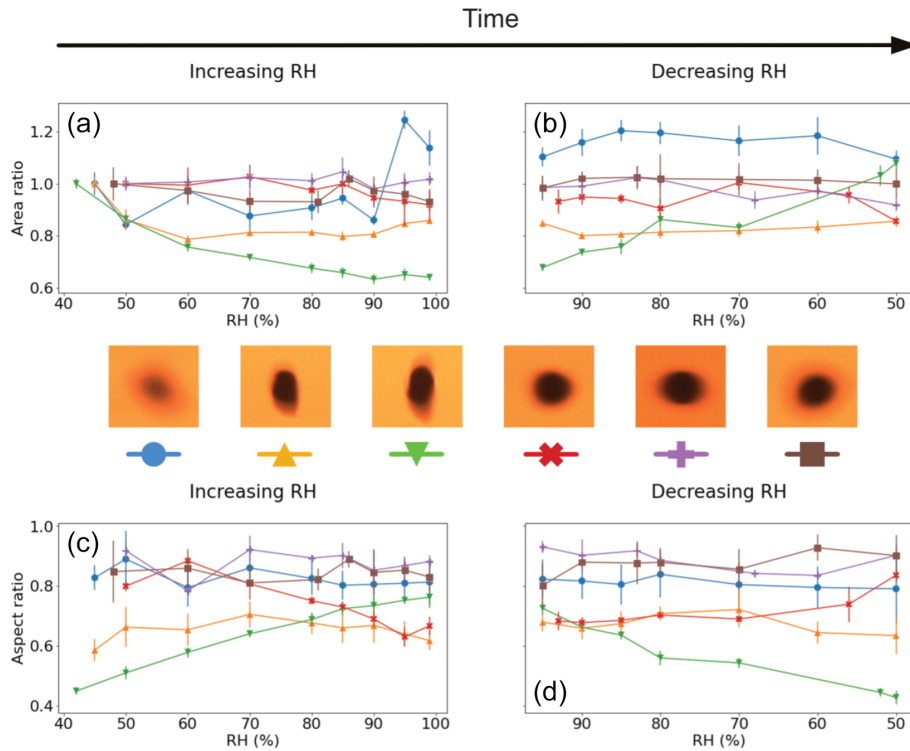 Time
Increasing RH
Decreasing RH
(a)
(b)
Area ratio
1.2
1.0
0.8
0.6
40 50 60 70 80 90 100
90 80 70 60 50
RH (%)
RH (%)
Increasing RH
Decreasing RH
(c)
(d)
Aspect ratio
1.0
0.8
0.6
0.4
40 50 60 70 80 90 100
90 80 70 60 50
RH (%)
RH (%)